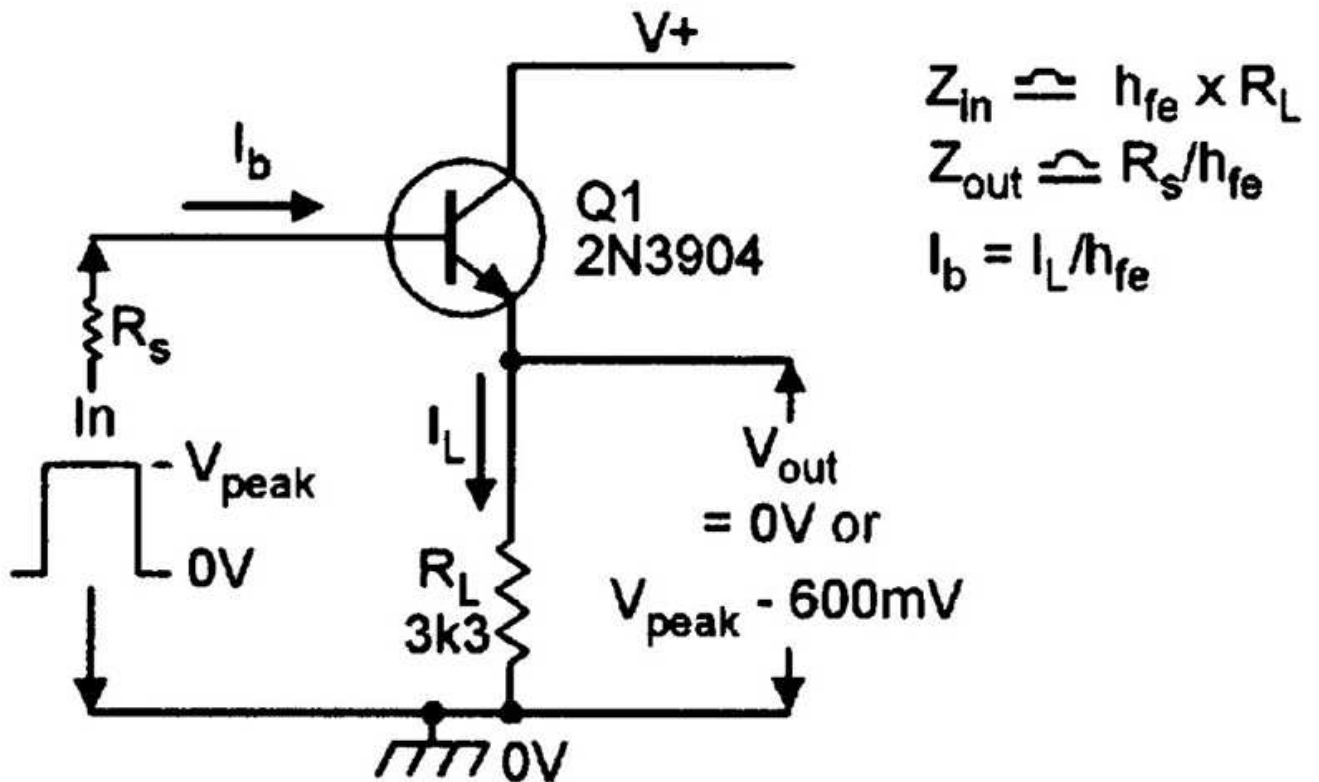 V+
Z_in ≏ h_fe x R_L
Z_out ≏ R_s/h_fe
I_b = I_L/h_fe
I_b
Q1
2N3904
R_s
In
V_peak
0V
I_L
R_L
3k3
V_out
= 0V or
V_peak - 600mV
0V